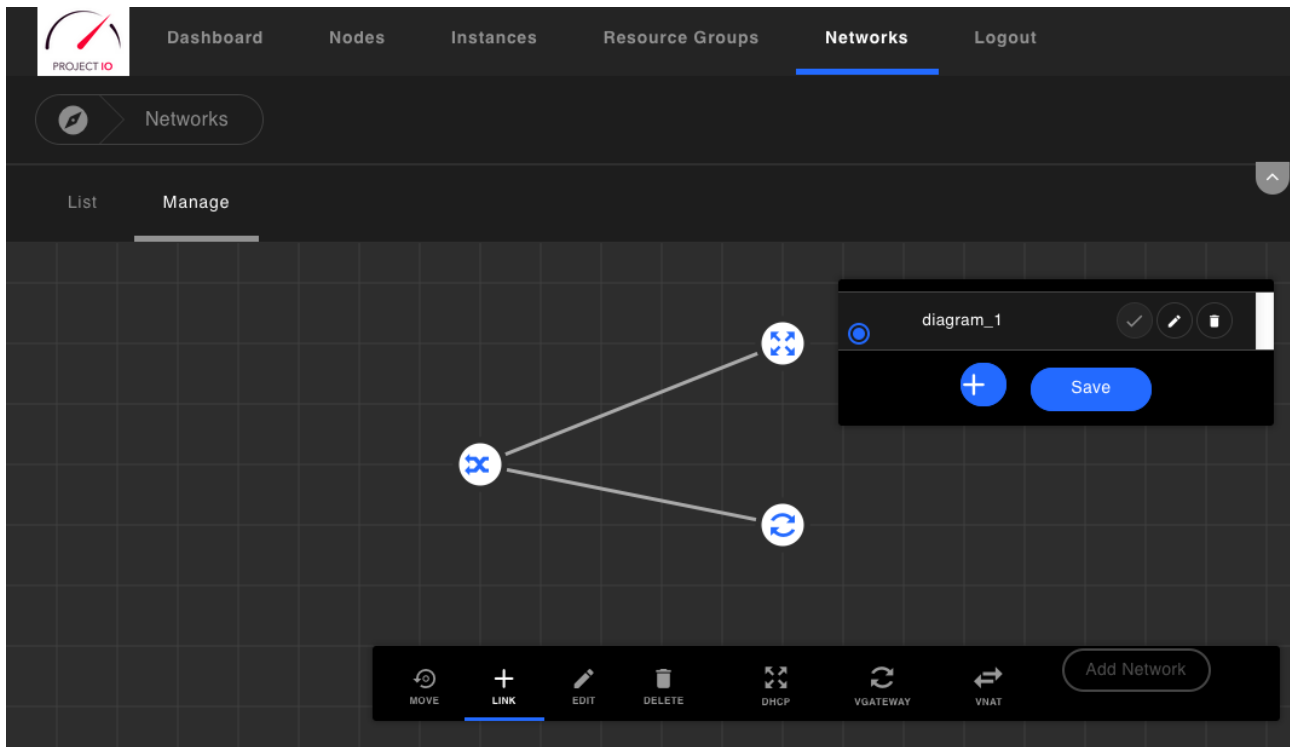 PROJECT IO
Dashboard Nodes Instances Resource Groups Networks Logout
Networks
List Manage
diagram_1
Save
Add Network
MOVE LINK EDIT DELETE DHCP VGATEWAY VNAT